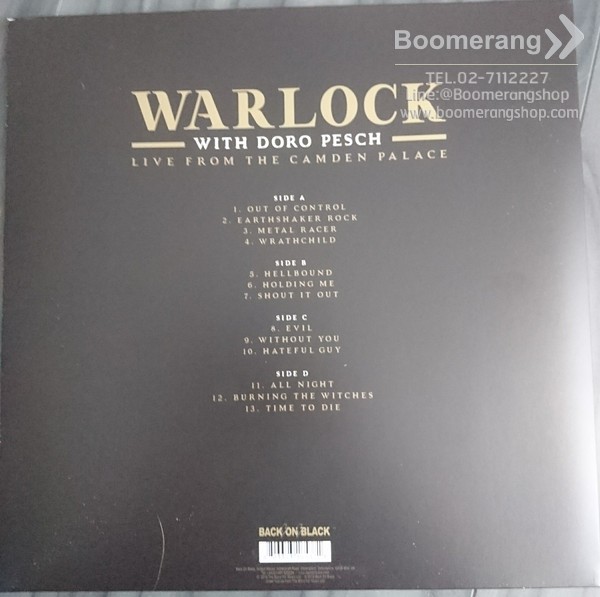 Boomerang
TEL.02-7112227
Line:@Boomerangshop
www.boomerangshop.com
WARLOCK
WITH DORO PESCH
LIVE FROM THE CAMDEN PALACE
SIDE A
1. OUT OF CONTROL
2. EARTHSHAKER ROCK
3. METAL RACER
4. WRATHCHILD
SIDE B
5. HELLBOUND
6. HOLDING ME
7. SHOUT IT OUT
SIDE C
8. EVIL
9. WITHOUT YOU
10. HATEFUL GUY
SIDE D
11. ALL NIGHT
12. BURNING THE WITCHES
13. TIME TO DIE
BACK ON BLACK